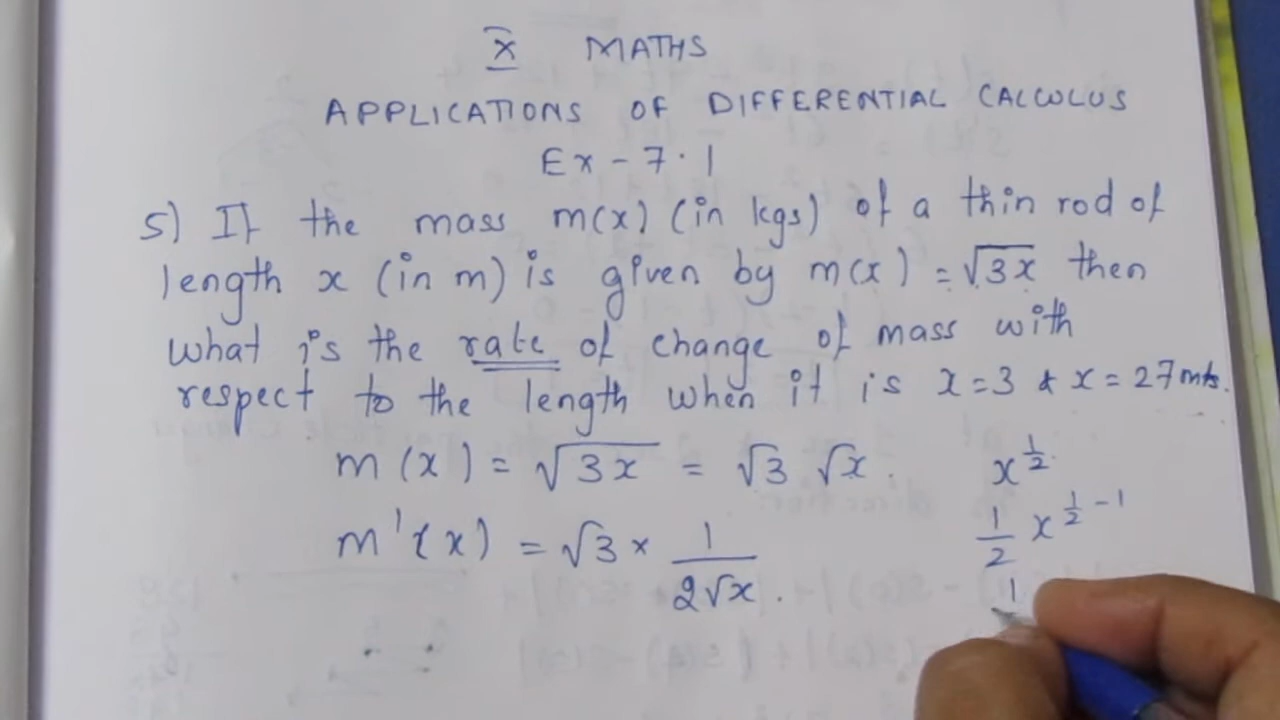 X MATHS
APPLICATIONS OF DIFFERENTIAL CALCULUS
Ex-7.1
5) If the mass m(x) (in kgs) of a thin rod of
length x (in m) is given by m(x) = √3x then
what is the rate of change of mass with
respect to the length when it is x=3 & x=27mts.
m(x) = √3x = √3 √x. x^1/2
m'(x) = √3 × 1/2√x. 1/2 x^1/2-1
1